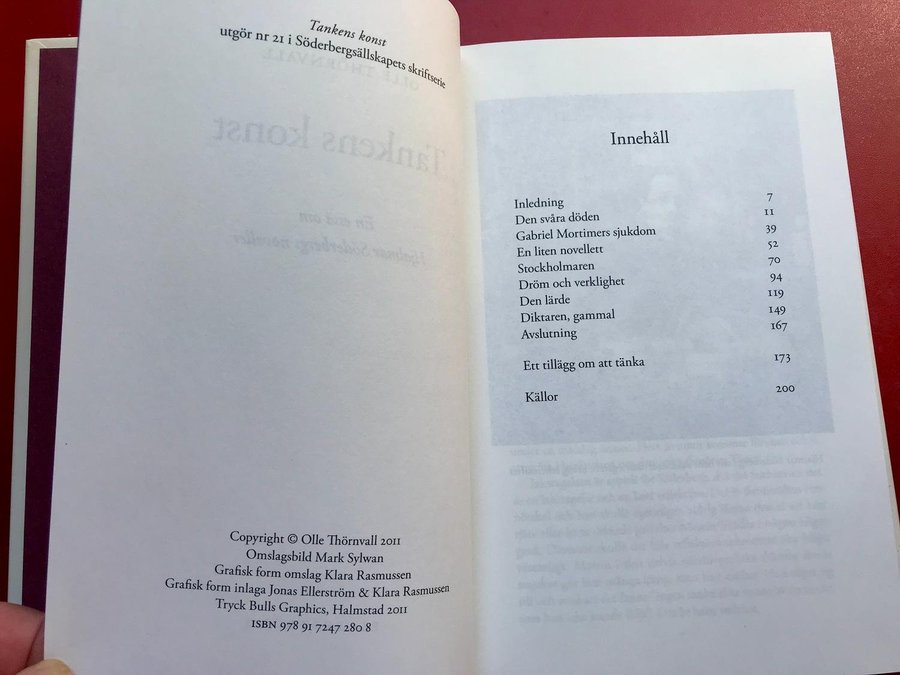 Tankens konst
utgör nr 21 i Söderbergsällskapets skriftserie
Copyright © Olle Thörnvall 2011
Omslagsbild Mark Sylwan
Grafisk form omslag Klara Rasmussen
Grafisk form inlaga Jonas Ellerström & Klara Rasmussen
Tryck Bulls Graphics, Halmstad 2011
ISBN 978 91 7247 280 8
Innehåll
Inledning 7
Den svåra döden 11
Gabriel Mortimers sjukdom 39
En liten novellett 52
Stockholmaren 70
Dröm och verklighet 94
Den lärde 119
Diktaren, gammal 149
Avslutning 167
Ett tillägg om att tänka 173
Källor 200